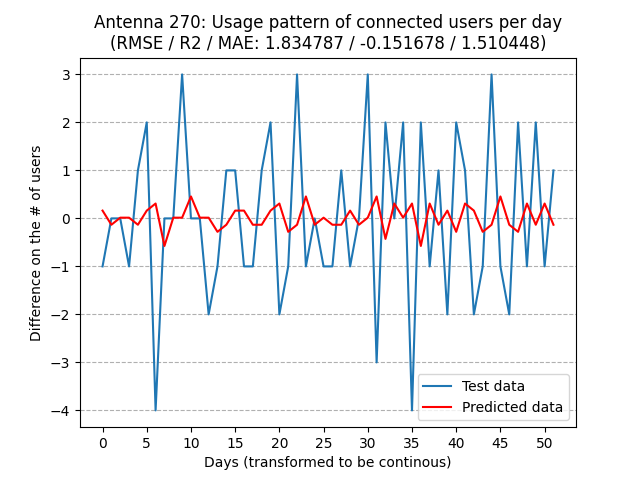 Antenna 270: Usage pattern of connected users per day
(RMSE / R2 / MAE: 1.834787 / -0.151678 / 1.510448)
Difference on the # of users
3
2
1
0
−1
−2
−3
−4
Test data
Predicted data
0 5 10 15 20 25 30 35 40 45 50
Days (transformed to be continous)